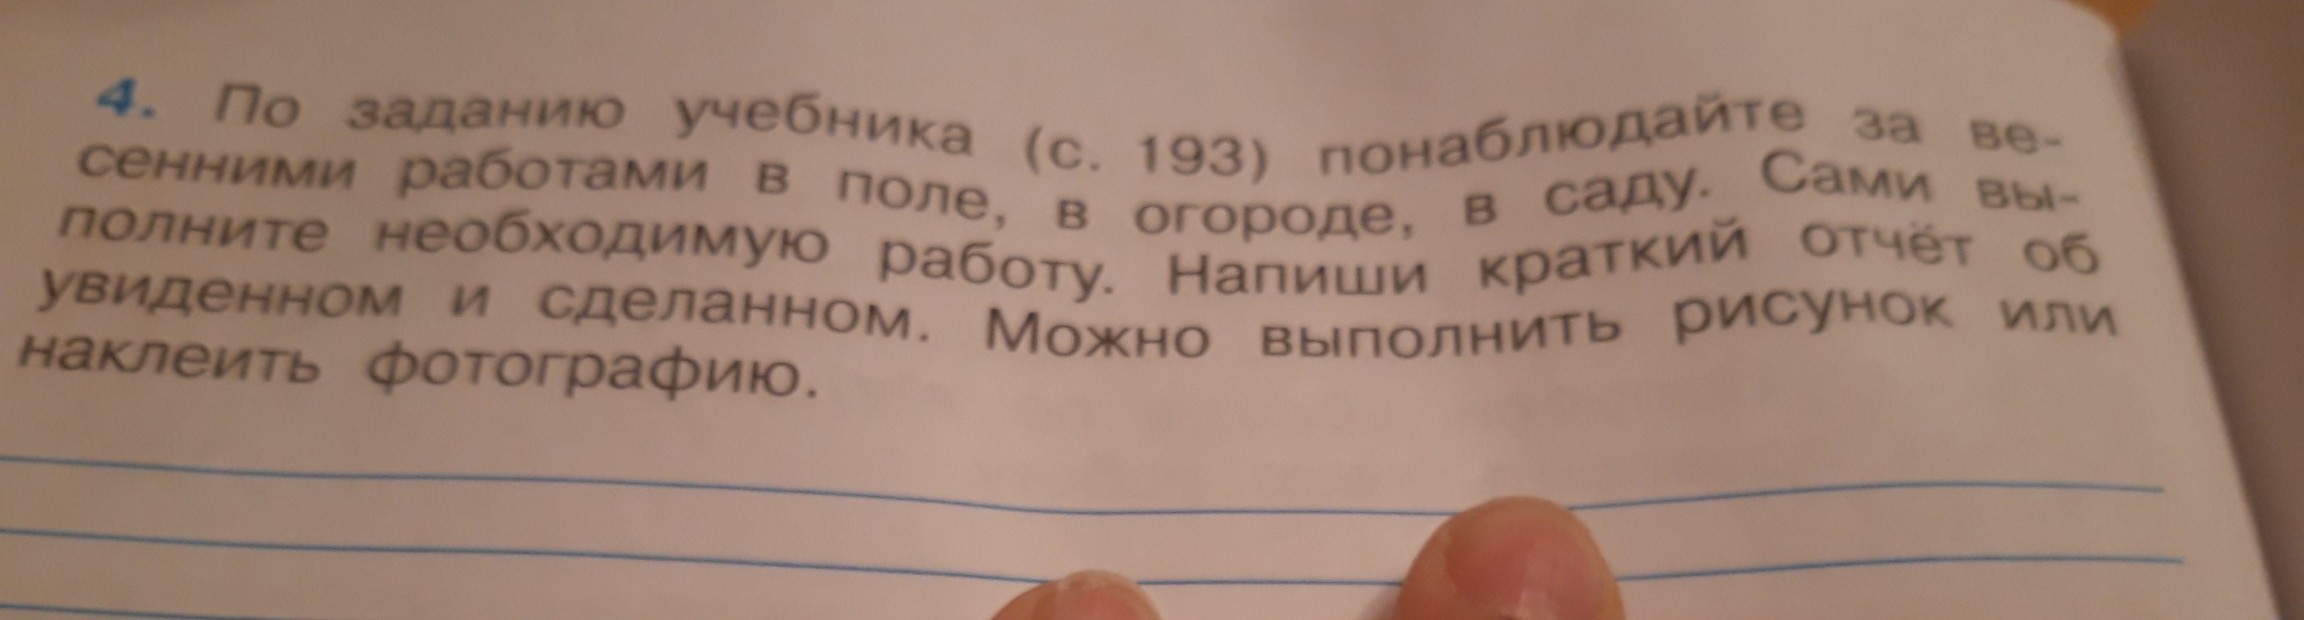 4. По заданию учебника (с. 193) понаблюдайте за ве-
сенними работами в поле, в огороде, в саду. Сами вы-
полните необходимую работу. Напиши краткий отчёт об
увиденном и сделанном. Можно выполнить рисунок или
наклеить фотографию.